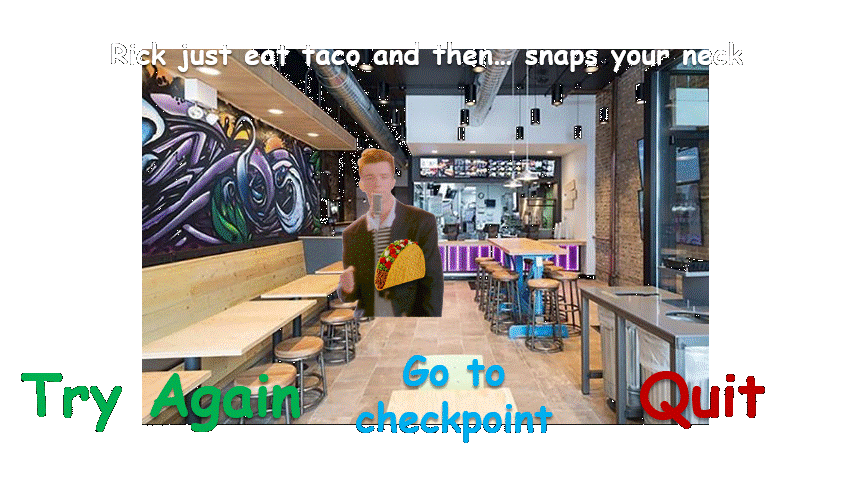 Rick just eat taco and then... snaps your neck
Try Again
Go to
checkpoint
Quit